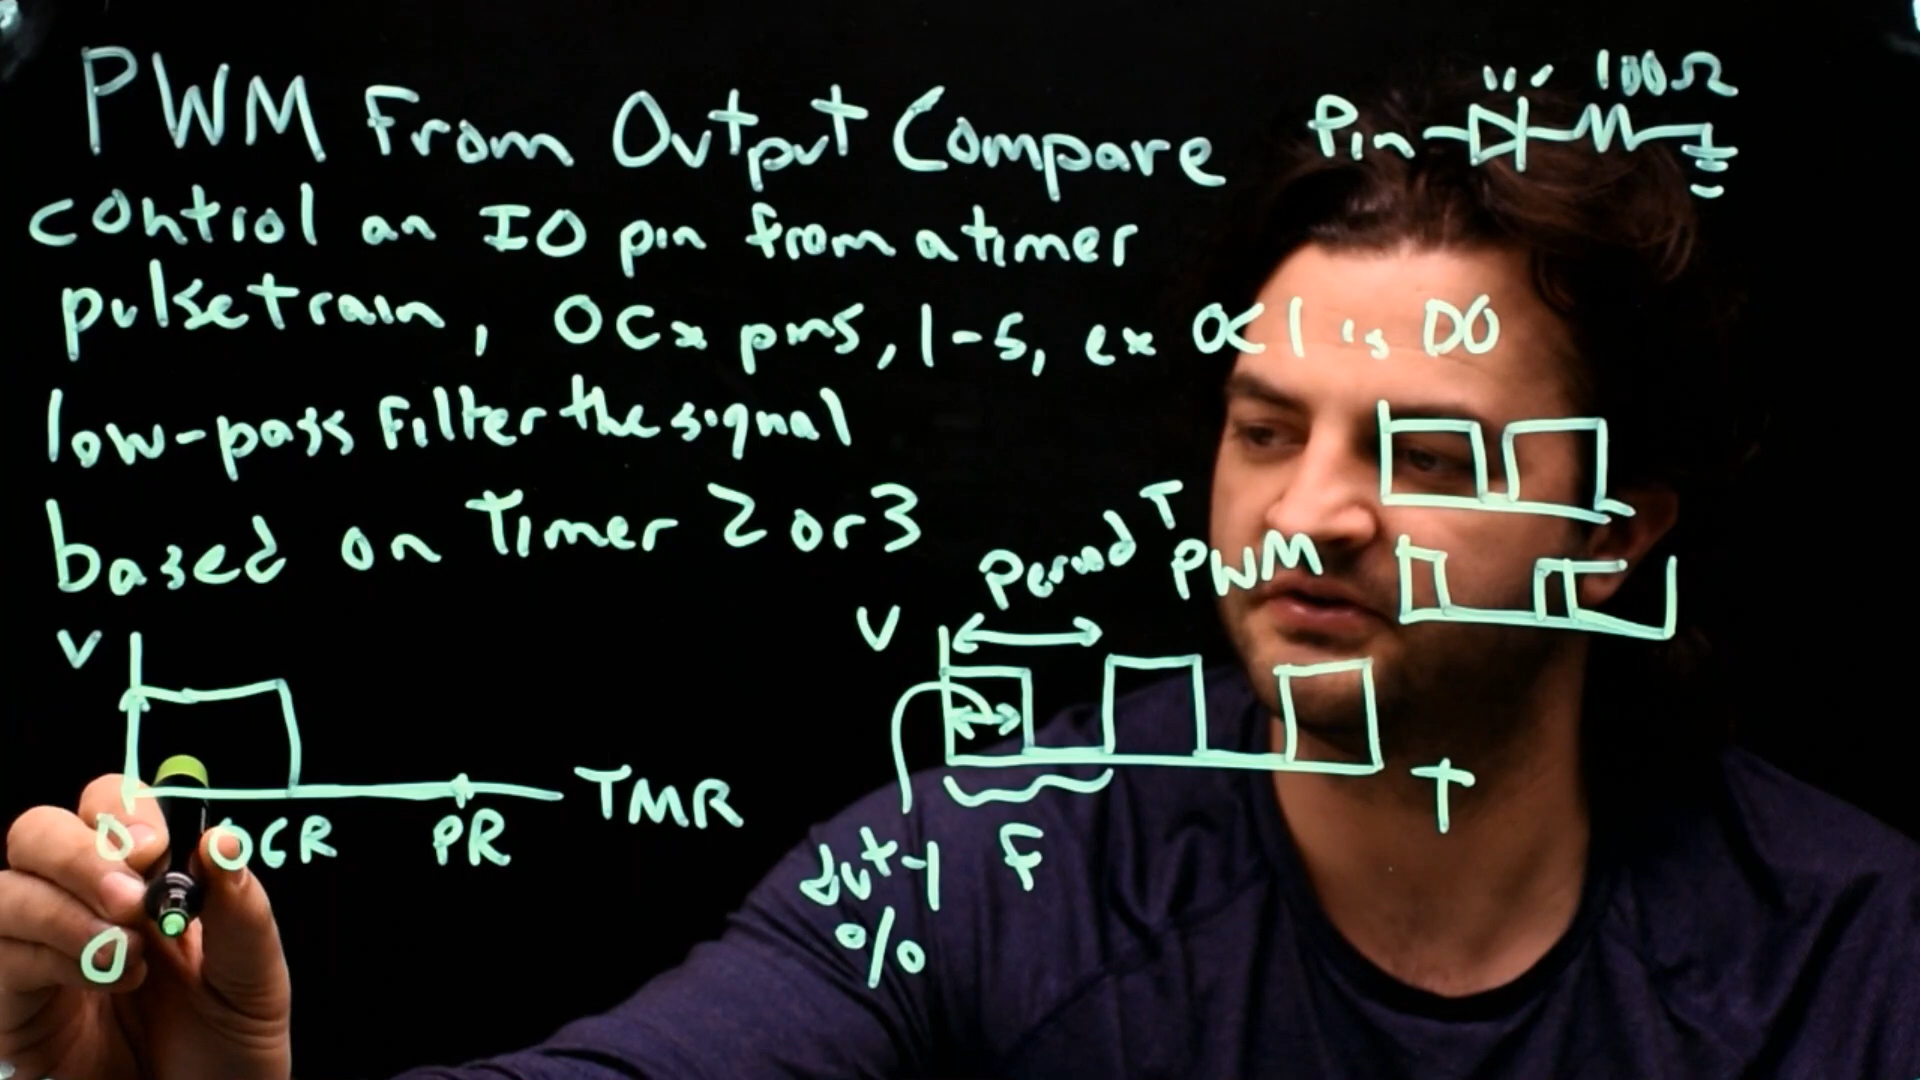 PWM From Output Compare
Pin 100Ω
control an IO pin from a timer
pulse train, OCx pins, 1-5, ex OC1 is D0
low-pass filter the signal
based on Timer 2 or 3
Period T
PWM
V
V
TMR
T
0 OCR PR
duty F
%
0